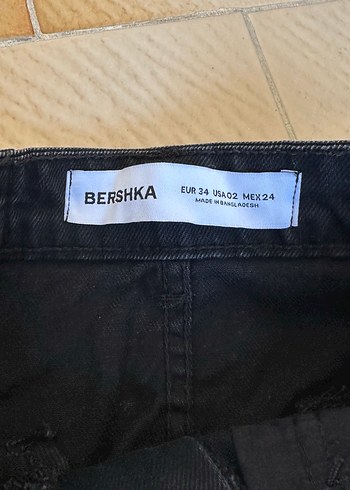 BERSHKA
EUR 34 USA 02 MEX 24
MADE IN BANGLADESH